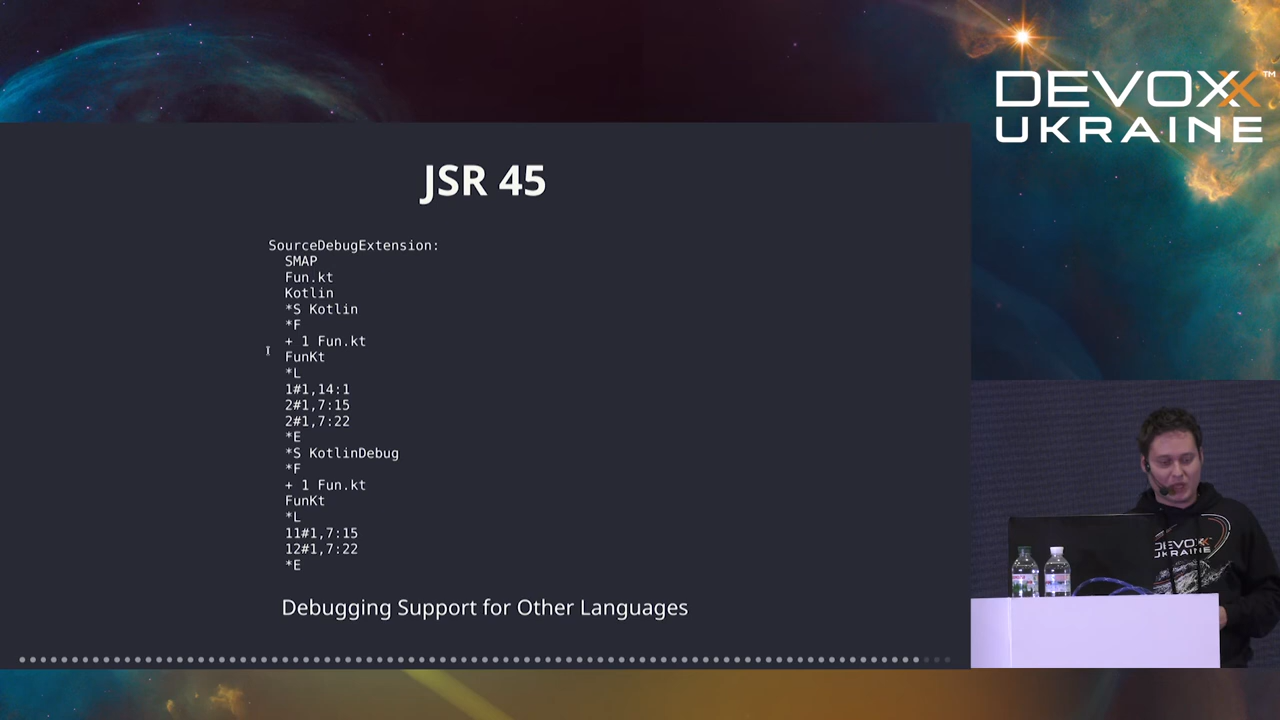 DEVOXX™
UKRAINE
JSR 45
SourceDebugExtension:
SMAP
Fun.kt
Kotlin
*S Kotlin
*F
+ 1 Fun.kt
FunKt
*L
1#1,14:1
2#1,7:15
2#1,7:22
*E
*S KotlinDebug
*F
+ 1 Fun.kt
FunKt
*L
11#1,7:15
12#1,7:22
*E
Debugging Support for Other Languages
DEVOXX
UKRAINE